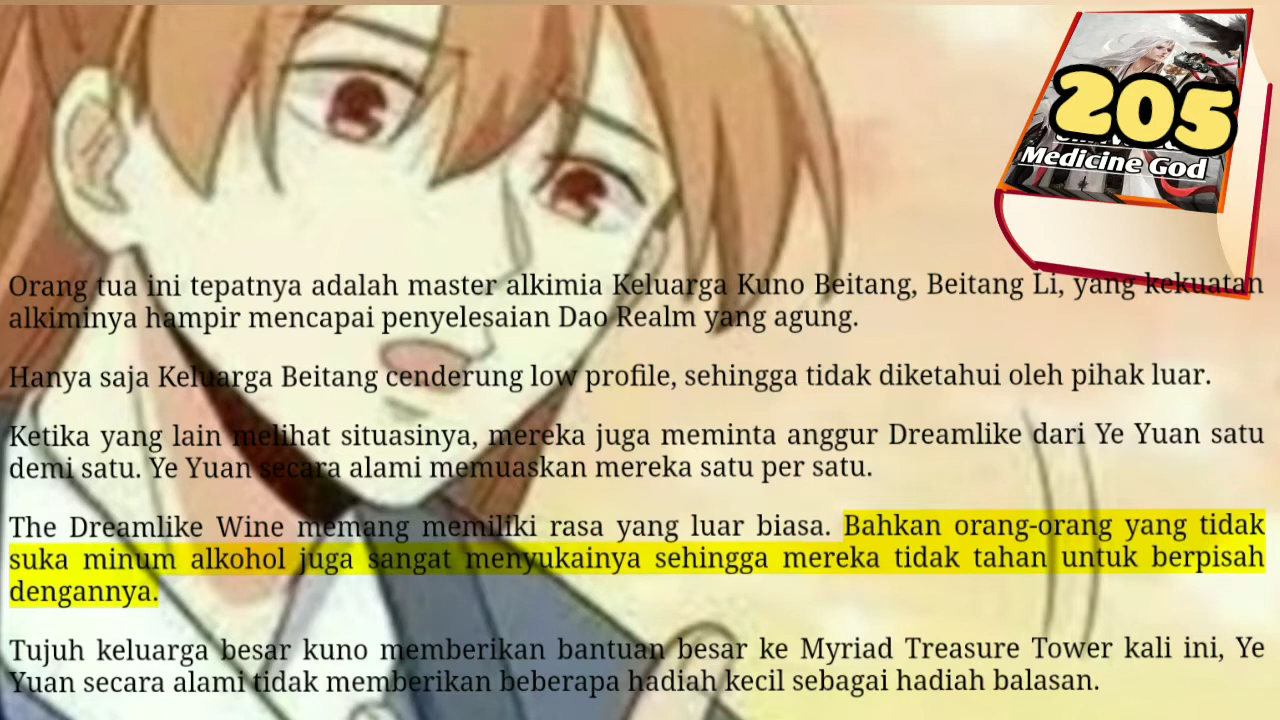 205
Medicine God
Orang tua ini tepatnya adalah master alkimia Keluarga Kuno Beitang, Beitang Li, yang kekuatan
alkiminya hampir mencapai penyelesaian Dao Realm yang agung.
Hanya saja Keluarga Beitang cenderung low profile, sehingga tidak diketahui oleh pihak luar.
Ketika yang lain melihat situasinya, mereka juga meminta anggur Dreamlike dari Ye Yuan satu
demi satu. Ye Yuan secara alami memuaskan mereka satu per satu.
The Dreamlike Wine memang memiliki rasa yang luar biasa. Bahkan orang-orang yang tidak
suka minum alkohol juga sangat menyukainya sehingga mereka tidak tahan untuk berpisah
dengannya.
Tujuh keluarga besar kuno memberikan bantuan besar ke Myriad Treasure Tower kali ini, Ye
Yuan secara alami tidak memberikan beberapa hadiah kecil sebagai hadiah balasan.